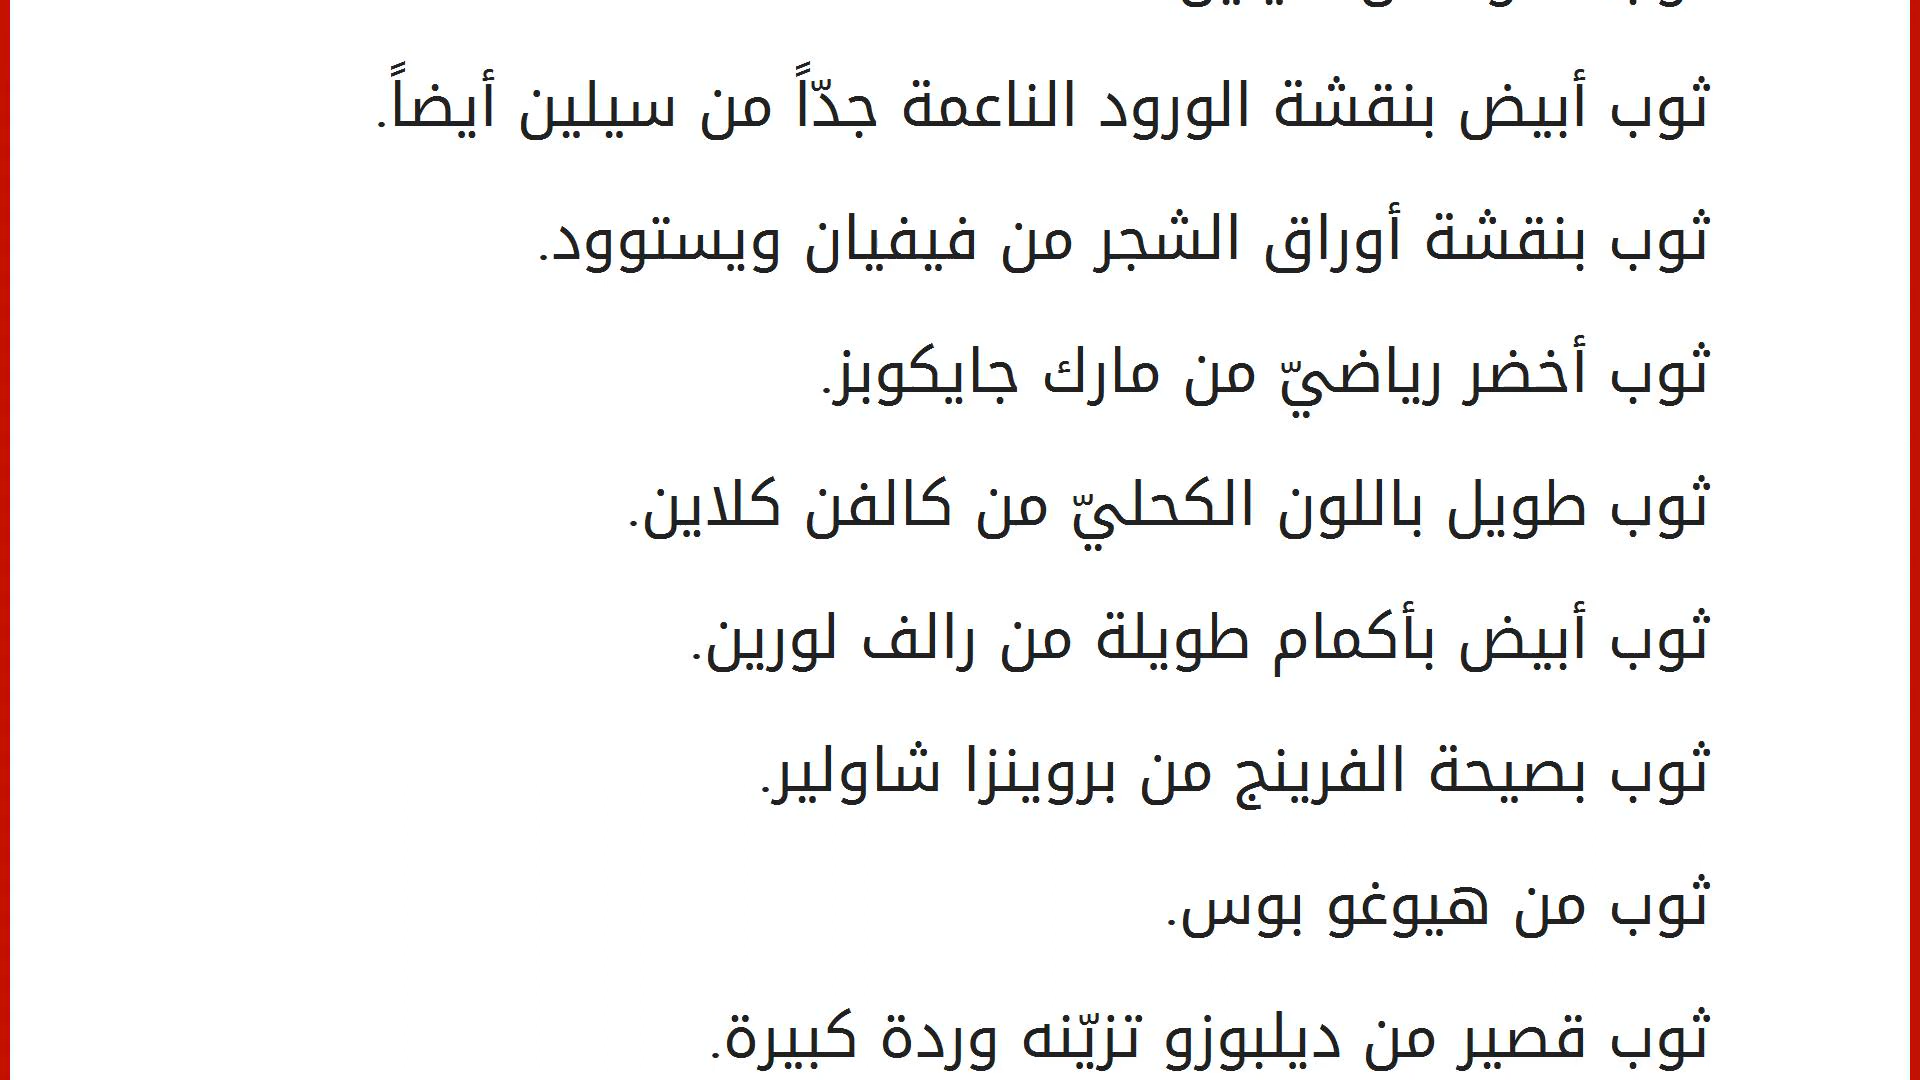 ثوب أبيض بنقشة الورود الناعمة جدّاً من سيلين أيضاً.
ثوب بنقشة أوراق الشجر من فيفيان ويستوود.
ثوب أخضر رياضيّ من مارك جايكوبز.
ثوب طويل باللون الكحليّ من كالفن كلاين.
ثوب أبيض بأكمام طويلة من رالف لورين.
ثوب بصيحة الفرينج من بروينزا شاولير.
ثوب من هيوغو بوس.
ثوب قصير من ديلبوزو تزيّنه وردة كبيرة.